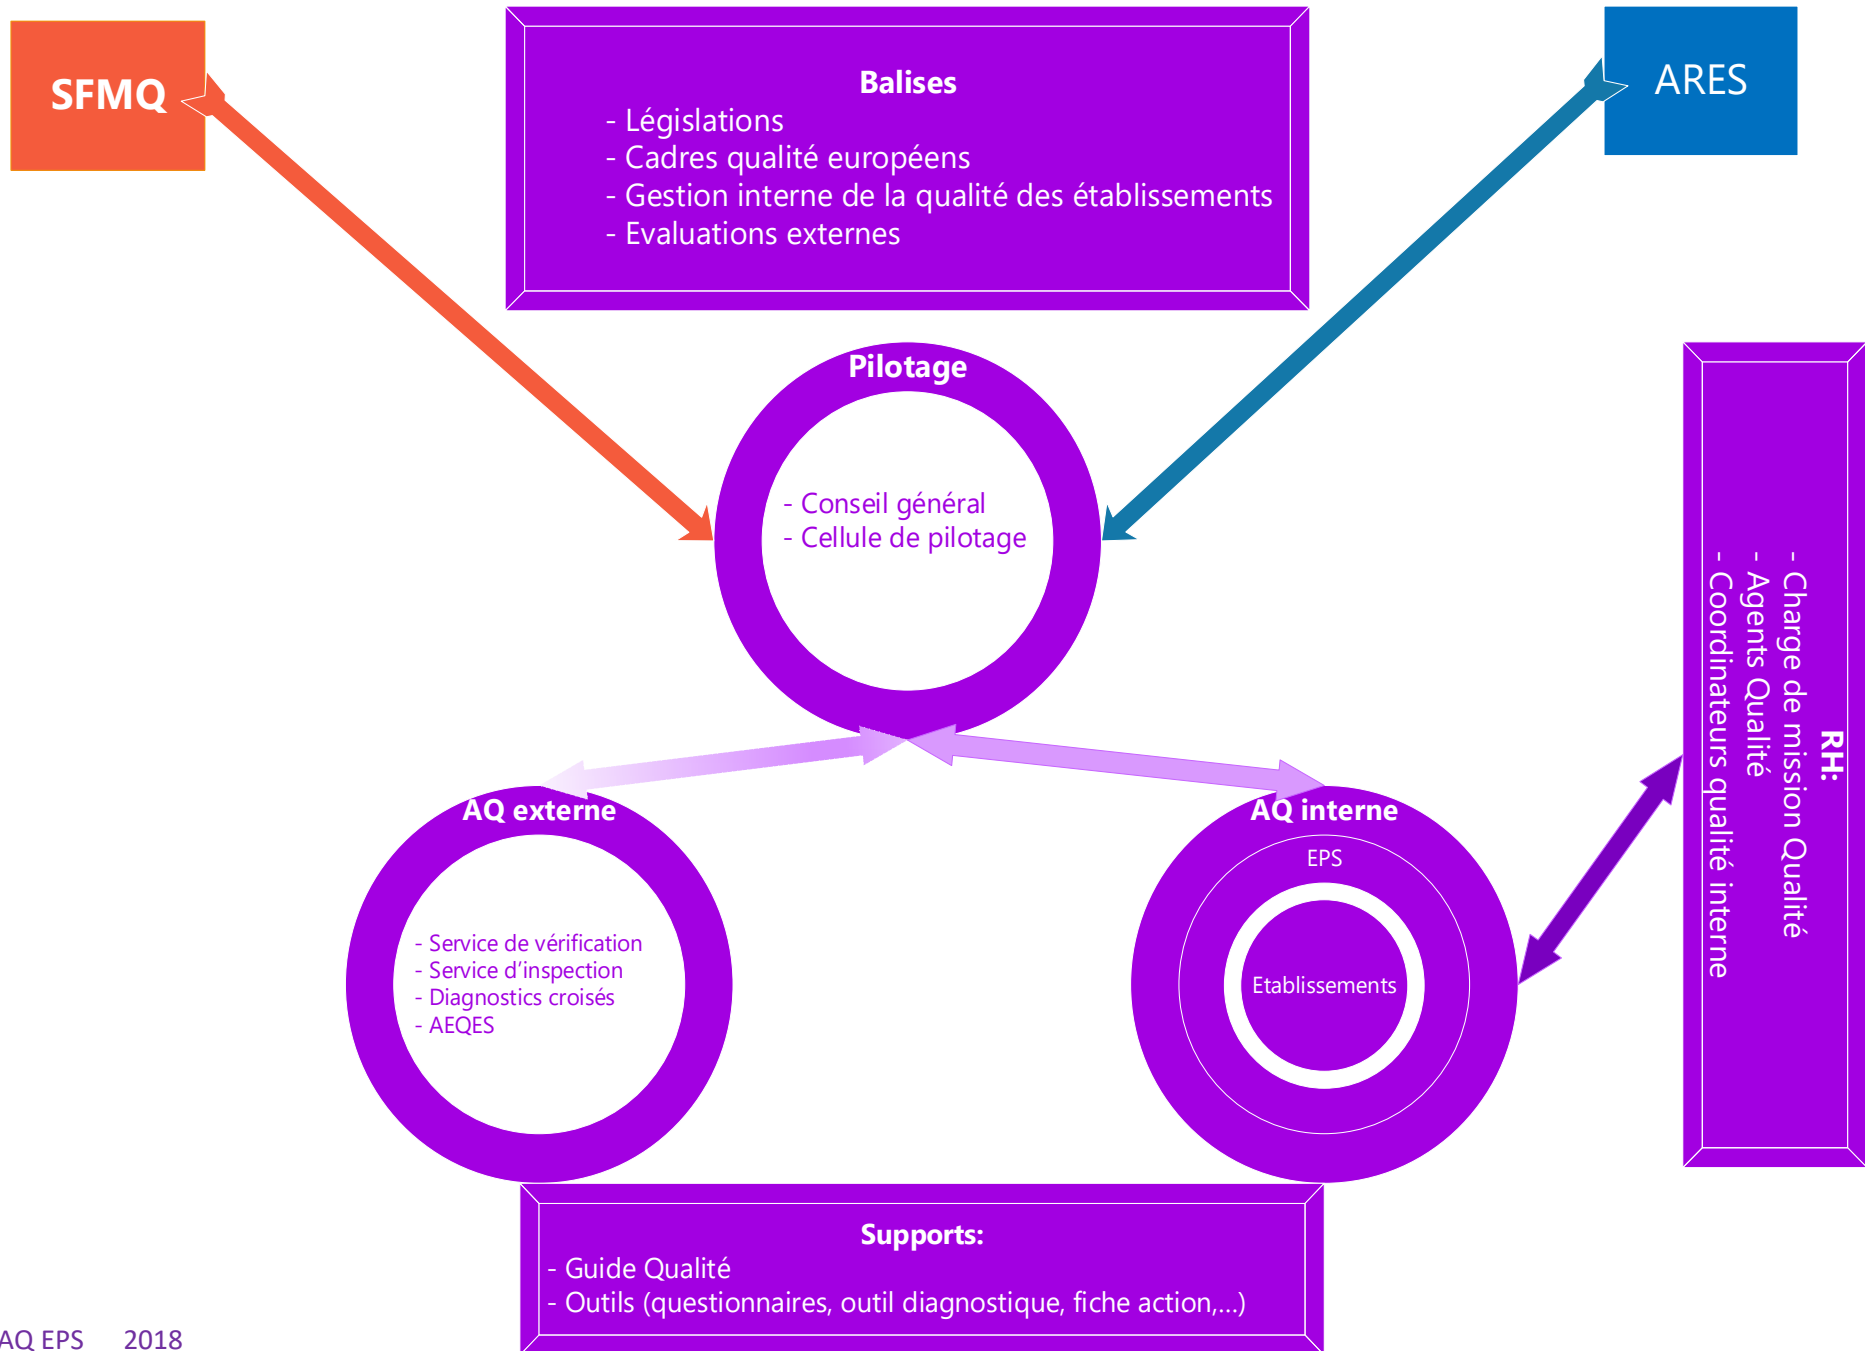 SFMQ
Balises
- Législations
- Cadres qualité européens
- Gestion interne de la qualité des établissements
- Evaluations externes
ARES
Pilotage
- Conseil général
- Cellule de pilotage
RH:
- Charge de mission Qualité
- Agents Qualité
- Coordinateurs qualité interne
AQ externe
- Service de vérification
- Service d’inspection
- Diagnostics croisés
- AEQES
AQ interne
EPS
Etablissements
Supports:
- Guide Qualité
- Outils (questionnaires, outil diagnostique, fiche action,...)
AQ EPS 2018